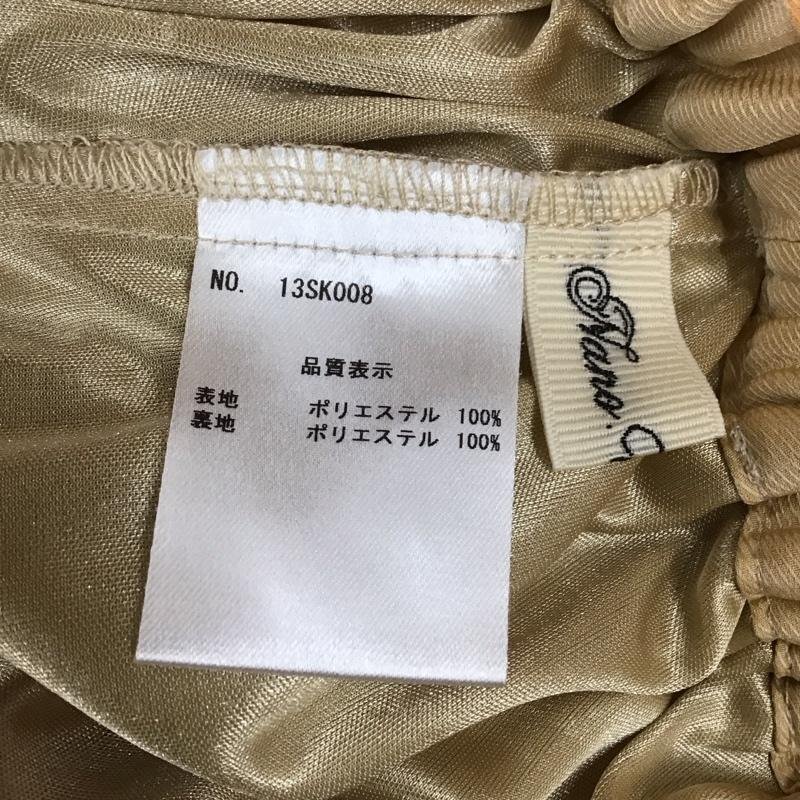 NO. 13SK008
品質表示
表地 ポリエステル 100%
裏地 ポリエステル 100%
©Nano.